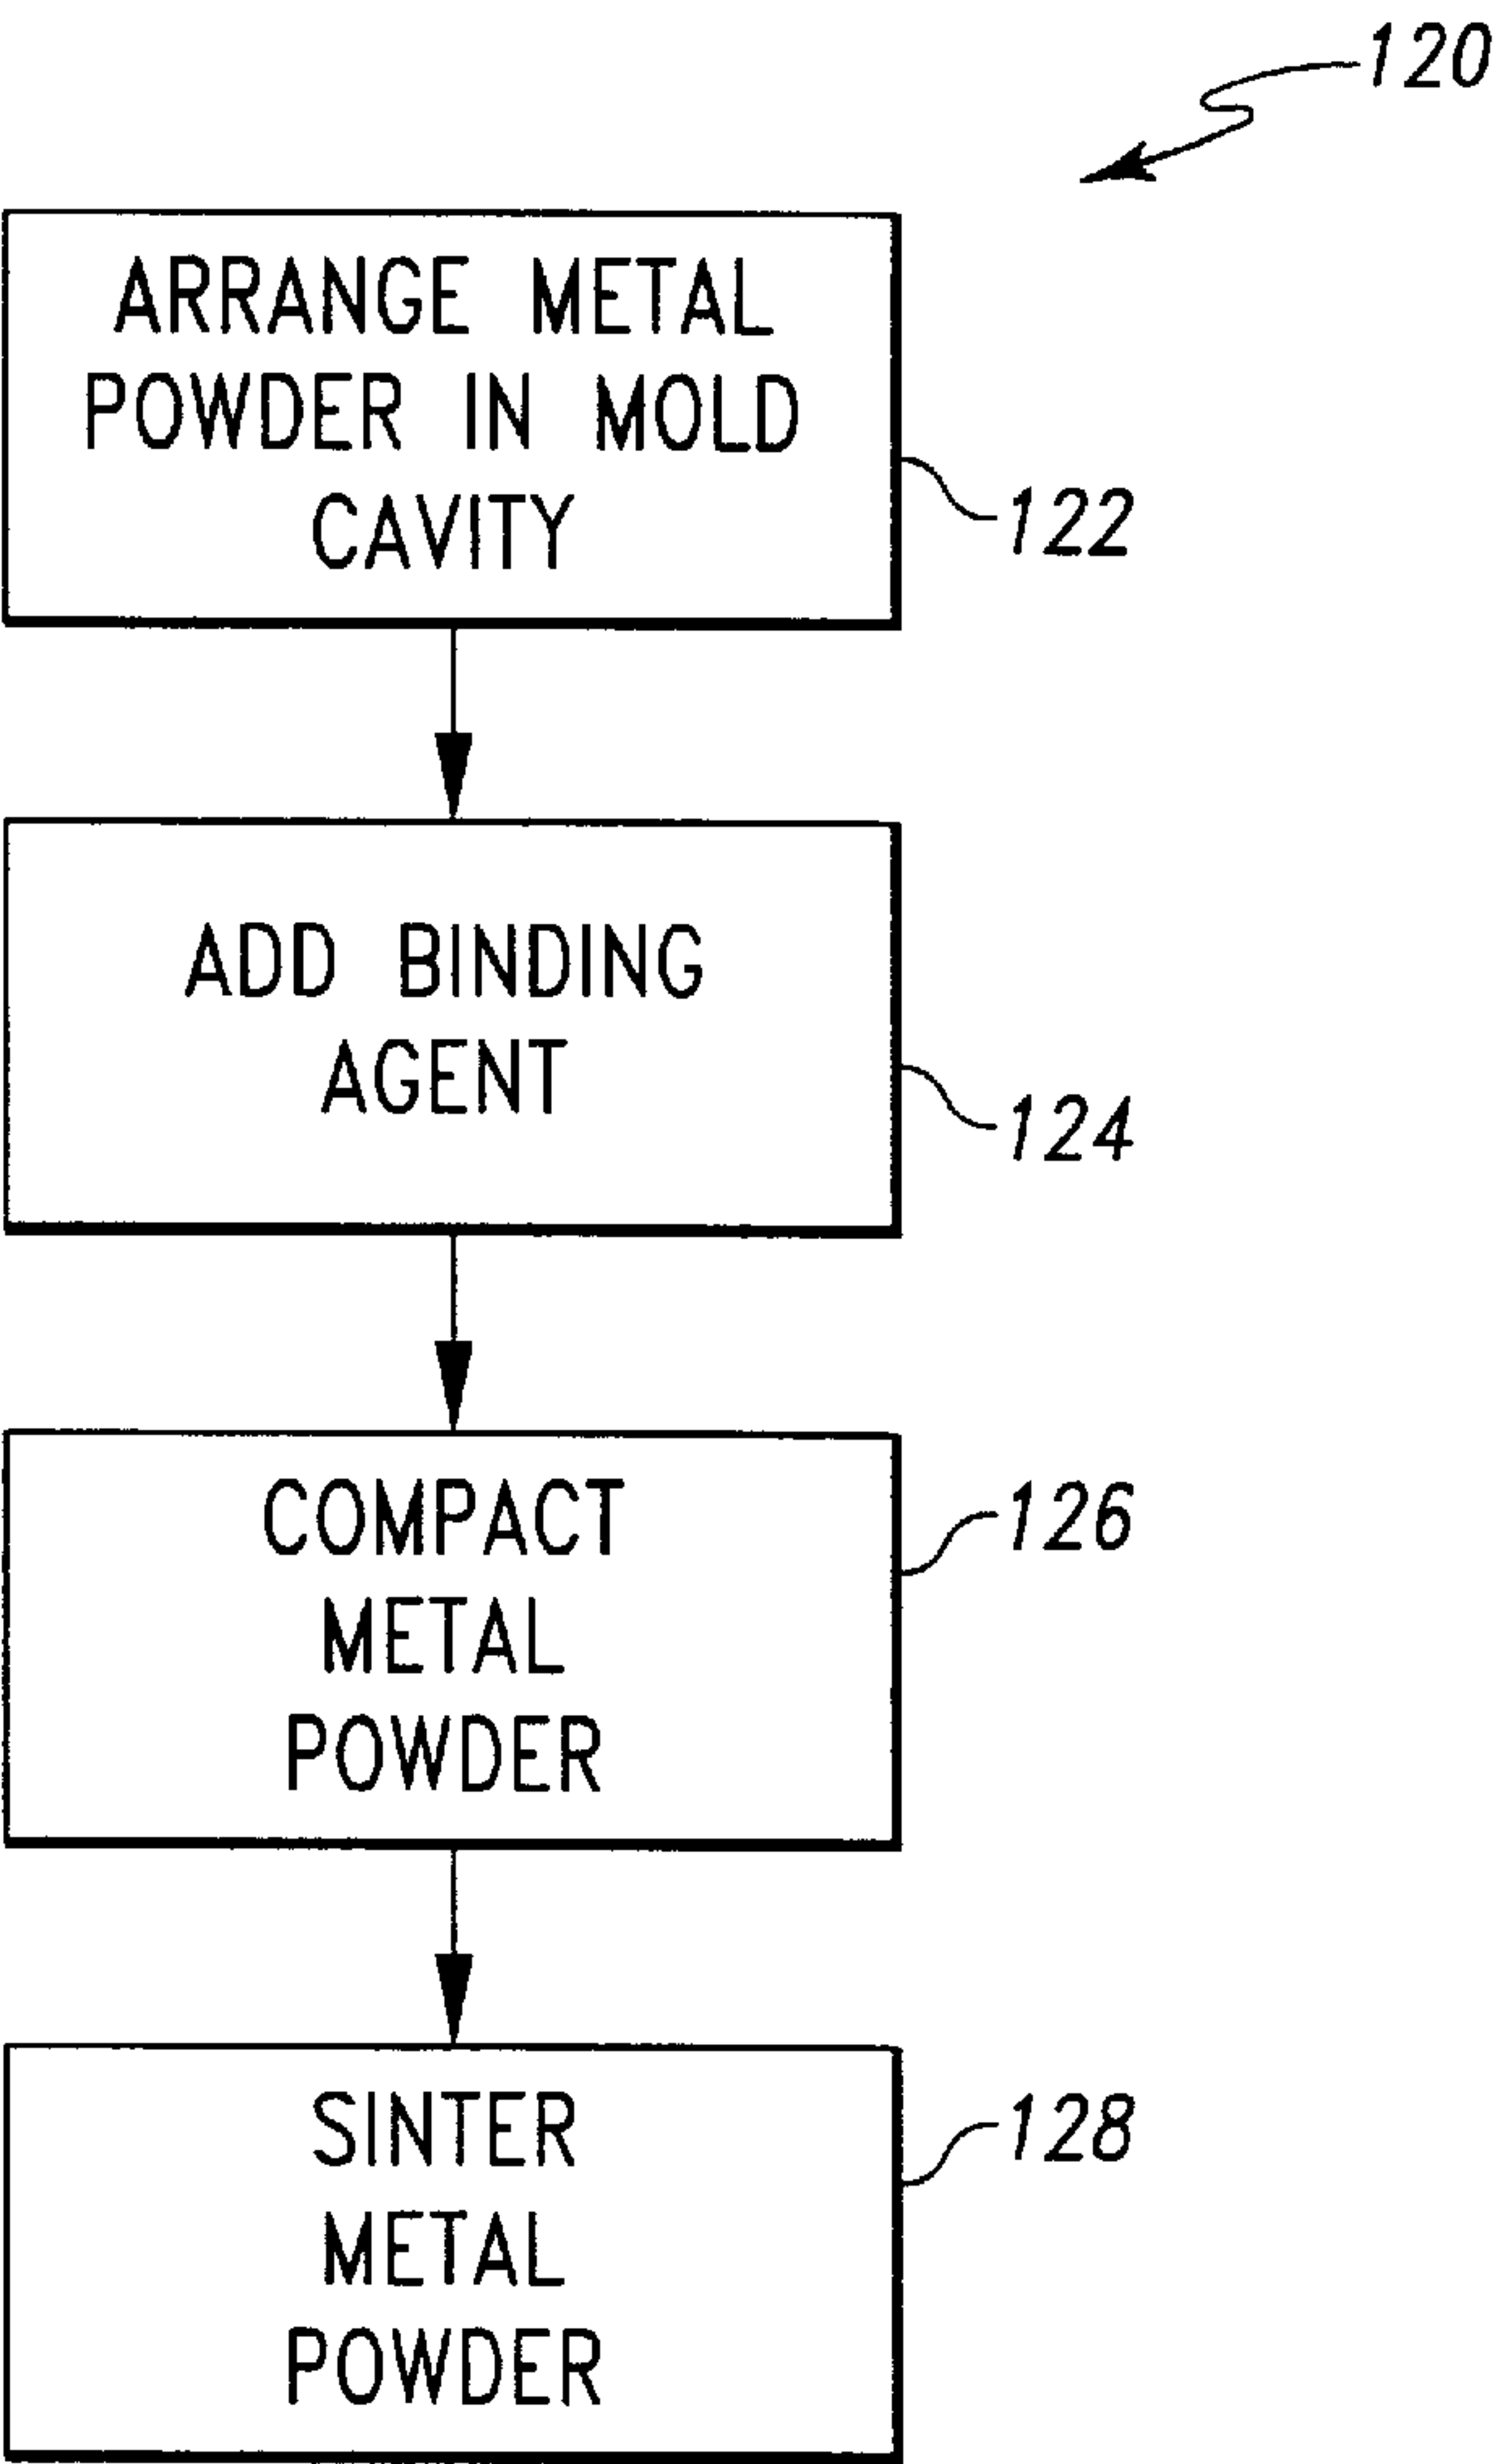 120
ARRANGE METAL
POWDER IN MOLD
CAVITY
122
ADD BINDING
AGENT
124
COMPACT
METAL
POWDER
126
SINTER
METAL
POWDER
128